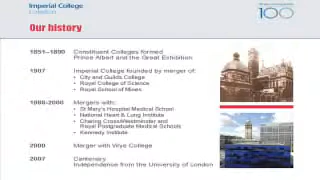 Imperial College
London
100
Our history
1851–1890 Constituent Colleges formed
Prince Albert and the Great Exhibition
1907 Imperial College founded by merger of:
• City and Guilds College
• Royal College of Science
• Royal School of Mines
1988-2000 Mergers with:
• St Mary's Hospital Medical School
• National Heart & Lung Institute
• Charing Cross/Westminster and
Royal Postgraduate Medical Schools
• Kennedy Institute
2000 Merger with Wye College
2007 Centenary
Independence from the University of London